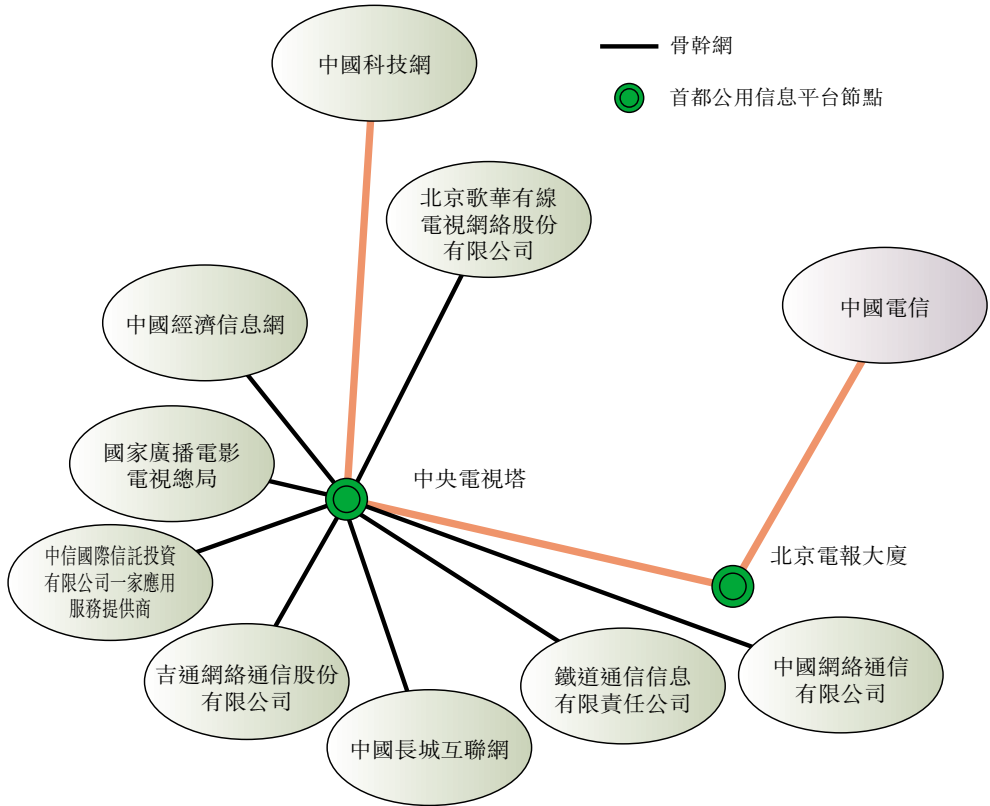 中國科技網
骨幹網
首都公用信息平台節點
北京歌華有線
電視網絡股份
有限公司
中國電信
中國經濟信息網
國家廣播電影
電視總局
中央電視塔
中信國際信託投資
有限公司一家應用
服務提供商
北京電報大廈
吉通網絡通信股份
有限公司
鐵道通信信息
有限責任公司
中國網絡通信
有限公司
中國長城互聯網